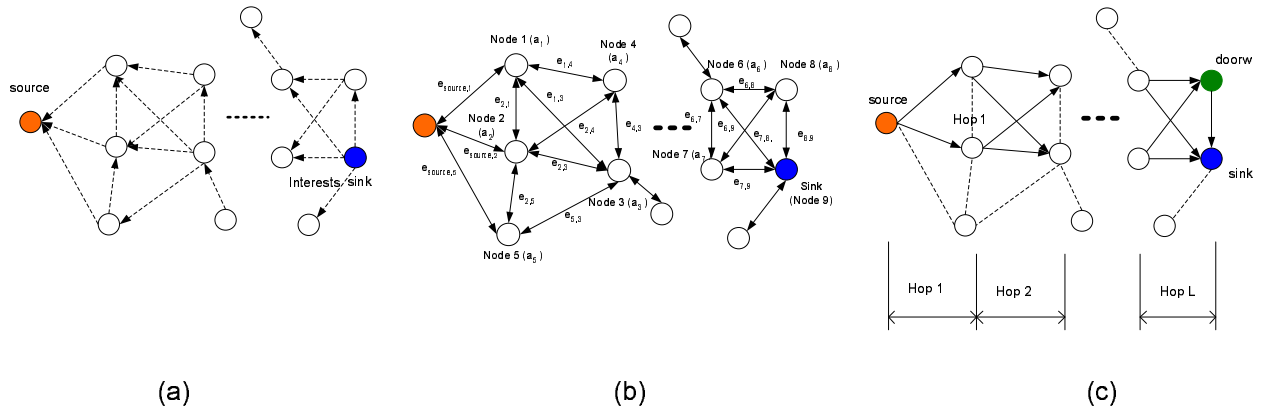 source
Interests sink
(a)
Node 1 (a1)
Node 4
(a4)
e1,4
esource,1
e2,1
e1,3
Node 2
(a2)
e2,4
e4,3
esource,2
e2,3
esource,5
e2,5
e5,3
Node 3 (a3)
Node 5 (a5)
Node 6 (a6)
Node 8 (a8)
e6,8
e6,7
e6,9
e7,8,
e8,9
Node 7 (a7
e7,9
Sink
(Node 9)
(b)
doorw
source
Hop 1
sink
Hop 1
Hop 2
Hop L
(c)